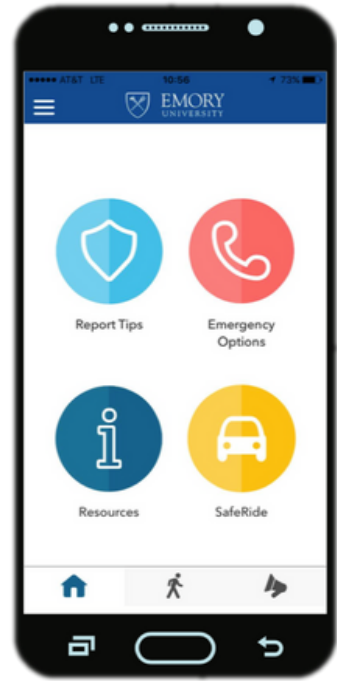 AT&T LTE 10:56 73%
EMORY
UNIVERSITY
Report Tips
Emergency
Options
Resources
SafeRide